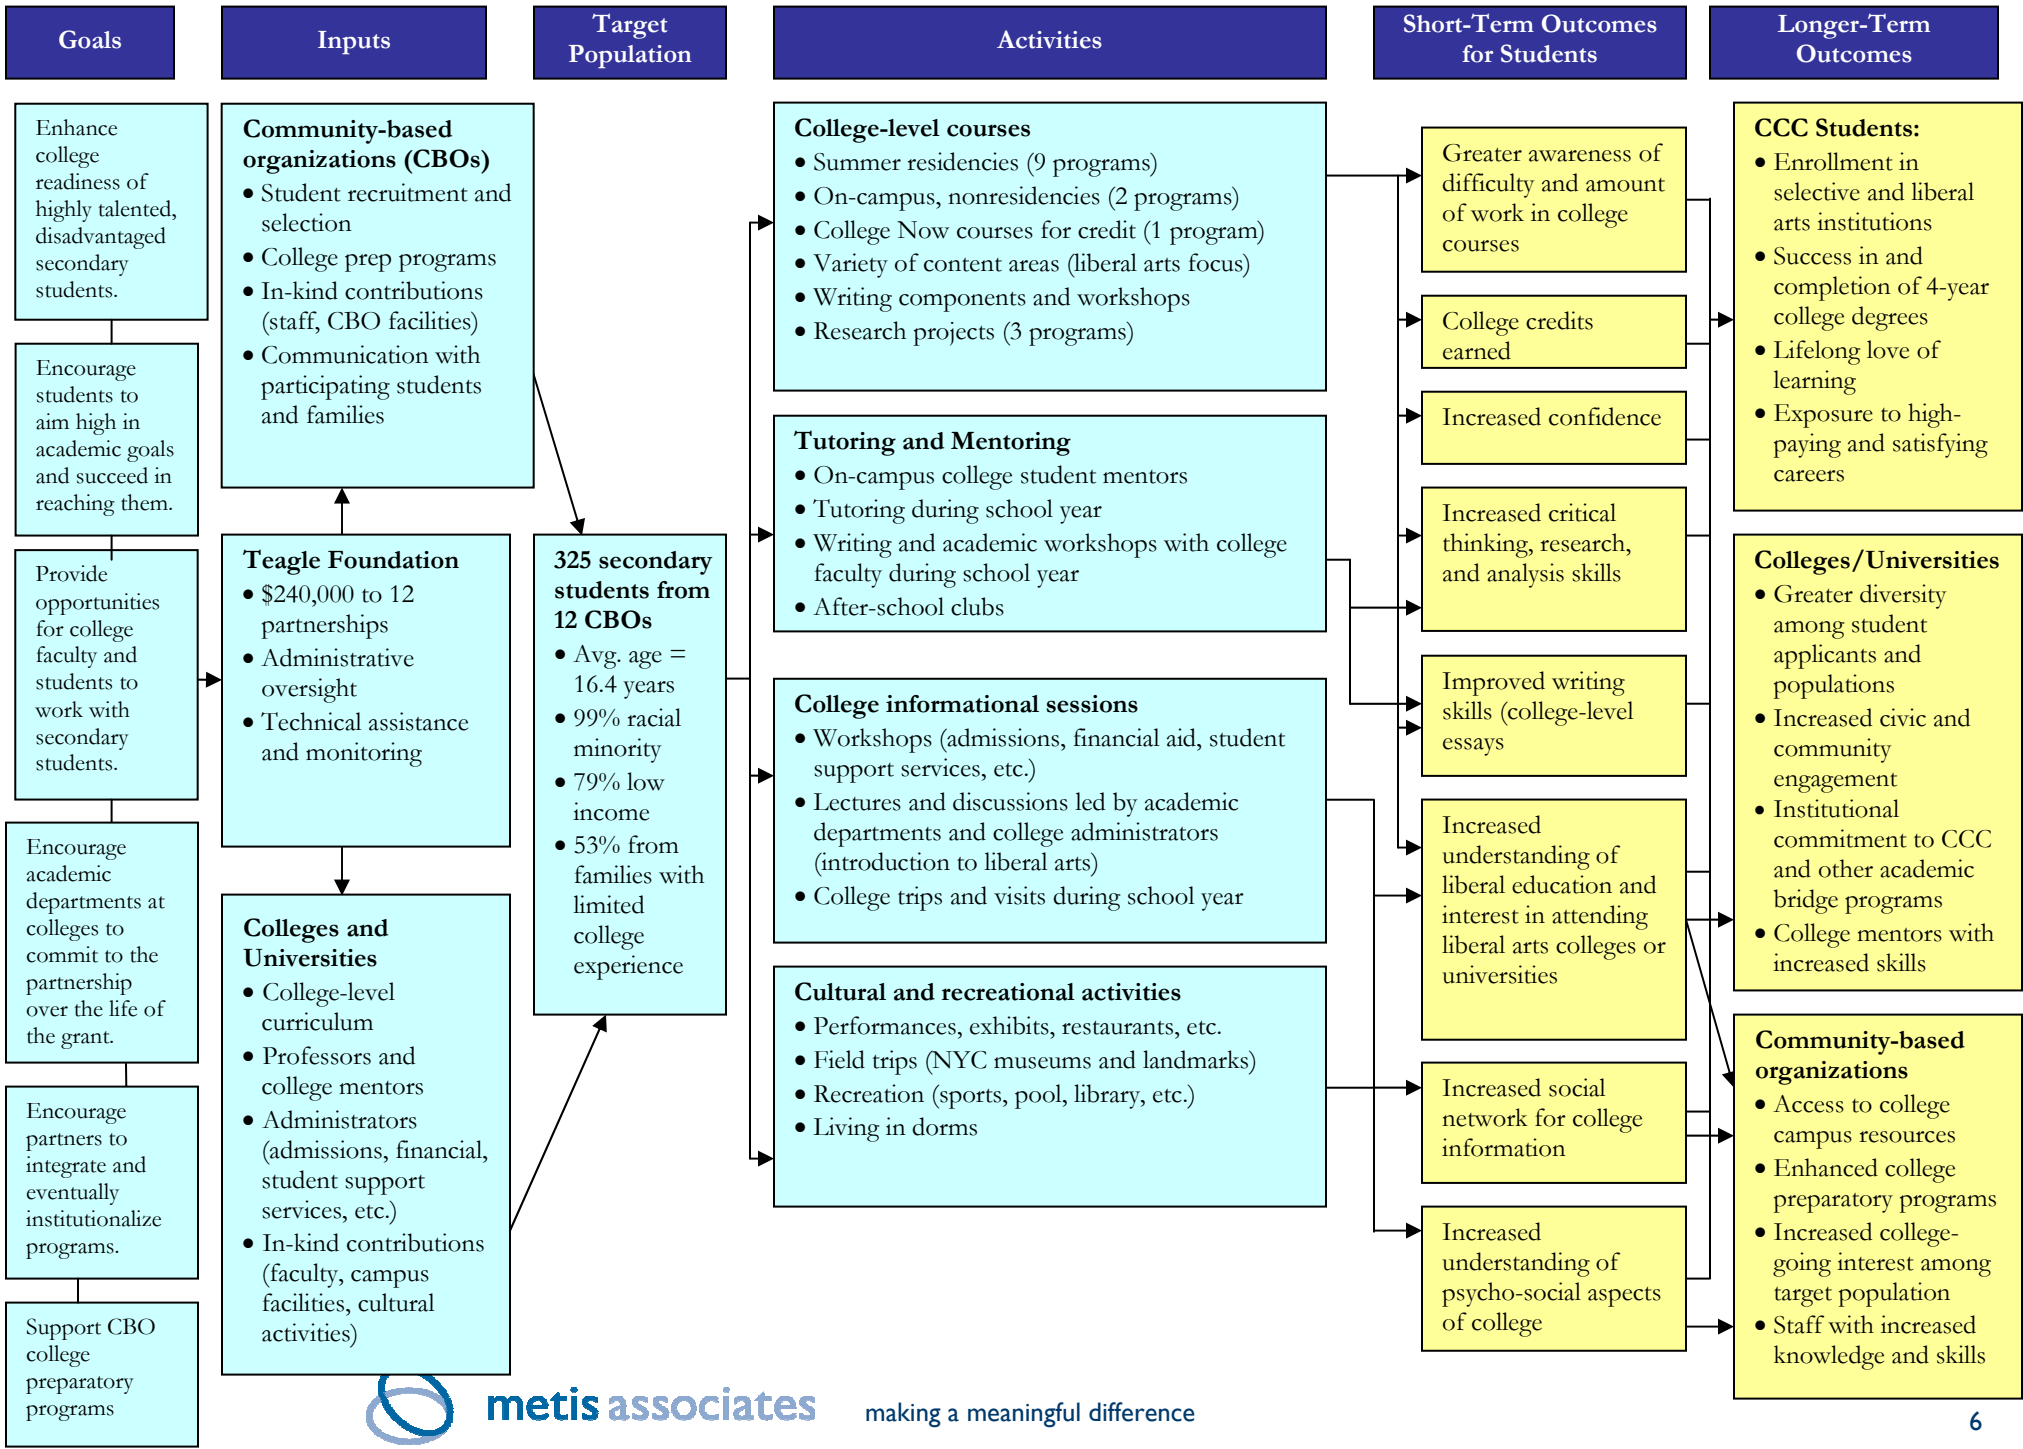 Goals
Inputs
Target
Population
Activities
Short-Term Outcomes
for Students
Longer-Term
Outcomes
Enhance
college
readiness of
highly talented,
disadvantaged
secondary
students.
Encourage
students to
aim high in
academic goals
and succeed in
reaching them.
Provide
opportunities
for college
faculty and
students to
work with
secondary
students.
Encourage
academic
departments at
colleges to
commit to the
partnership
over the life of
the grant.
Encourage
partners to
integrate and
eventually
institutionalize
programs.
Support CBO
college
preparatory
programs
Community-based
organizations (CBOs)
• Student recruitment and
selection
• College prep programs
• In-kind contributions
(staff, CBO facilities)
• Communication with
participating students
and families
Teagle Foundation
• $240,000 to 12
partnerships
• Administrative
oversight
• Technical assistance
and monitoring
Colleges and
Universities
• College-level
curriculum
• Professors and
college mentors
• Administrators
(admissions, financial,
student support
services, etc.)
• In-kind contributions
(faculty, campus
facilities, cultural
activities)
325 secondary
students from
12 CBOs
• Avg. age =
16.4 years
• 99% racial
minority
• 79% low
income
• 53% from
families with
limited
college
experience
College-level courses
• Summer residencies (9 programs)
• On-campus, nonresidencies (2 programs)
• College Now courses for credit (1 program)
• Variety of content areas (liberal arts focus)
• Writing components and workshops
• Research projects (3 programs)
Tutoring and Mentoring
• On-campus college student mentors
• Tutoring during school year
• Writing and academic workshops with college
faculty during school year
• After-school clubs
College informational sessions
• Workshops (admissions, financial aid, student
support services, etc.)
• Lectures and discussions led by academic
departments and college administrators
(introduction to liberal arts)
• College trips and visits during school year
Cultural and recreational activities
• Performances, exhibits, restaurants, etc.
• Field trips (NYC museums and landmarks)
• Recreation (sports, pool, library, etc.)
• Living in dorms
Greater awareness of
difficulty and amount
of work in college
courses
College credits
earned
Increased confidence
Increased critical
thinking, research,
and analysis skills
Improved writing
skills (college-level
essays
Increased
understanding of
liberal education and
interest in attending
liberal arts colleges or
universities
Increased social
network for college
information
Increased
understanding of
psycho-social aspects
of college
CCC Students:
• Enrollment in
selective and liberal
arts institutions
• Success in and
completion of 4-year
college degrees
• Lifelong love of
learning
• Exposure to high-
paying and satisfying
careers
Colleges/Universities
• Greater diversity
among student
applicants and
populations
• Increased civic and
community
engagement
• Institutional
commitment to CCC
and other academic
bridge programs
• College mentors with
increased skills
Community-based
organizations
• Access to college
campus resources
• Enhanced college
preparatory programs
• Increased college-
going interest among
target population
• Staff with increased
knowledge and skills
metis associates
making a meaningful difference
6